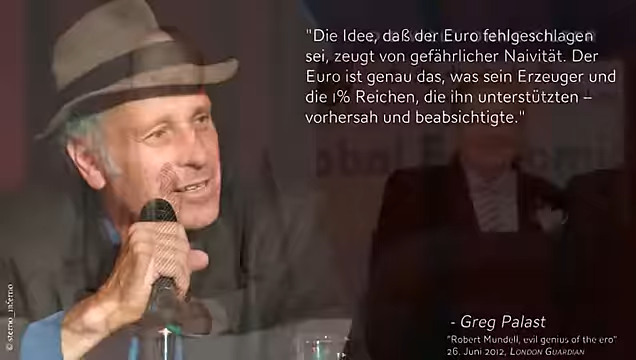 "Die Idee, daß der Euro fehlgeschlagen
sei, zeugt von gefährlicher Naivität. Der
Euro ist genau das, was sein Erzeuger und
die 1% Reichen, die ihn unterstützten –
vorhersah und beabsichtigte."
- Greg Palast
"Robert Mundell, evil genius of the ero"
26. Juni 2012, LONDON GUARDIAN
© sterno_inferno